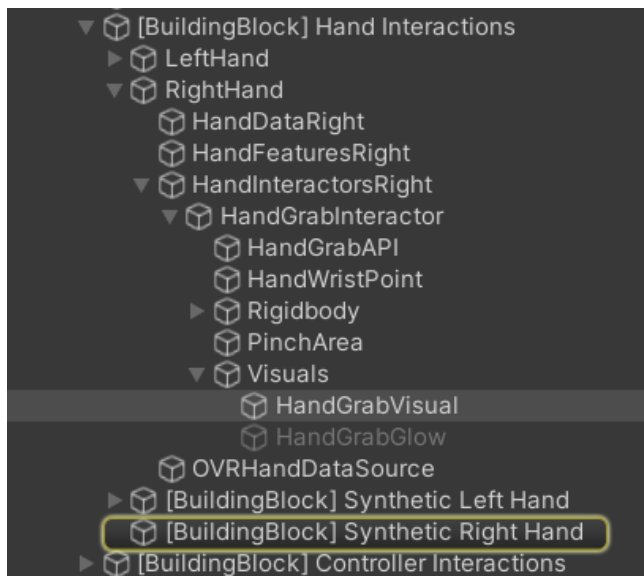 [BuildingBlock] Hand Interactions
LeftHand
RightHand
HandDataRight
HandFeaturesRight
HandInteractorsRight
HandGrabInteractor
HandGrabAPI
HandWristPoint
Rigidbody
PinchArea
Visuals
HandGrabVisual
HandGrabGlow
OVRHandDataSource
[BuildingBlock] Synthetic Left Hand
[BuildingBlock] Synthetic Right Hand
[BuildingBlock] Controller Interactions